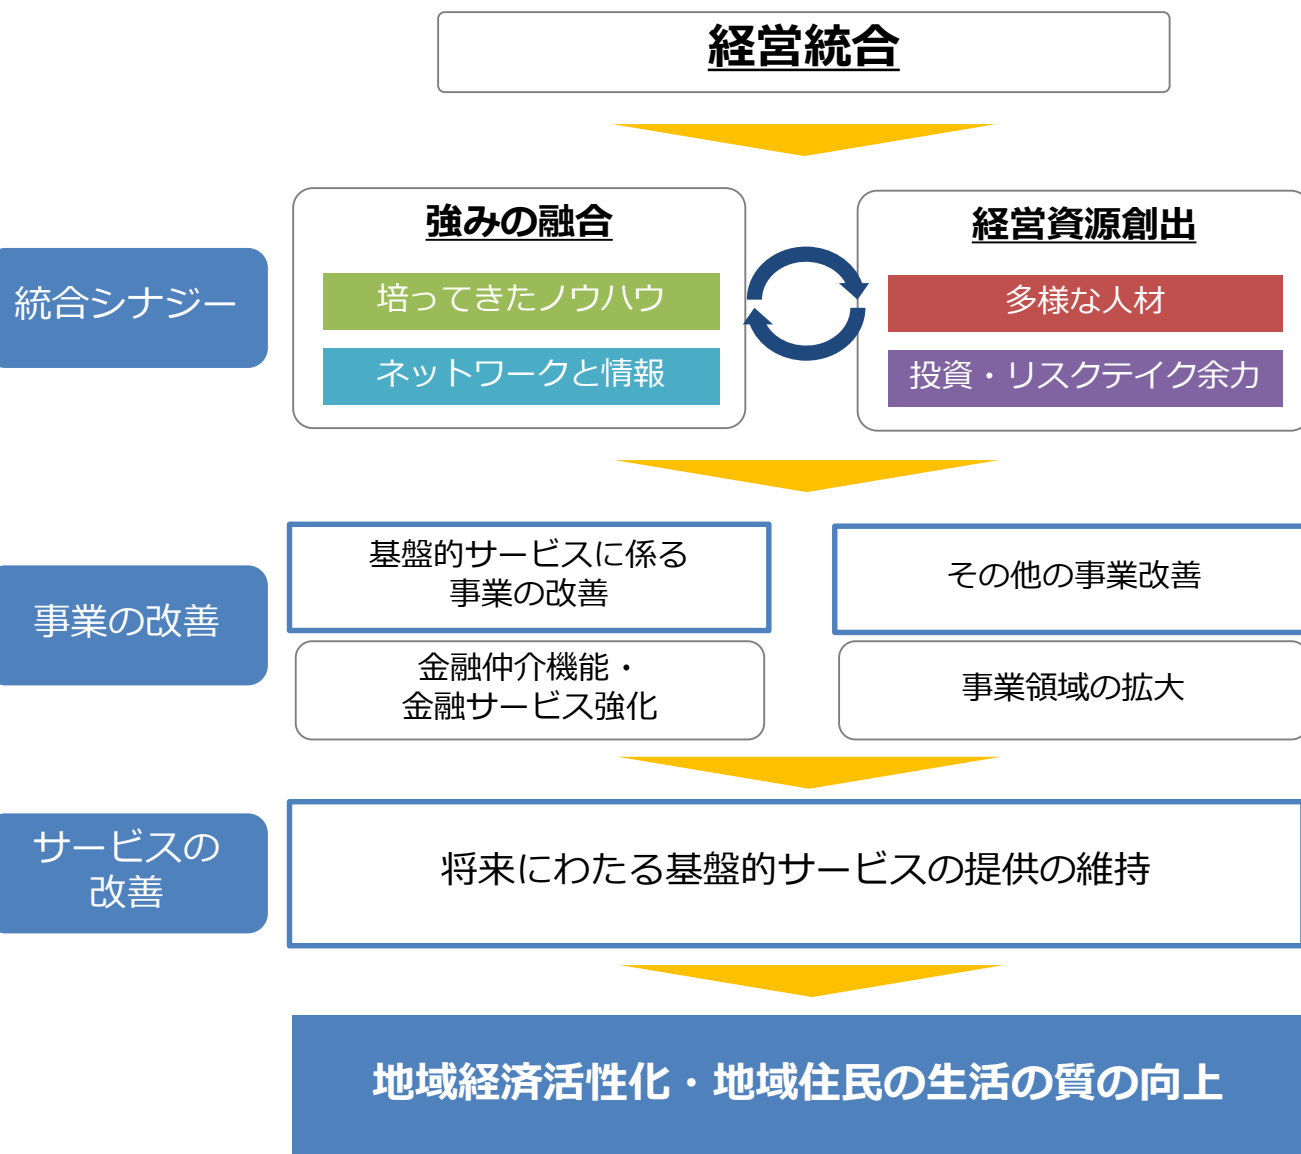 経営統合
統合シナジー
強みの融合
培ってきたノウハウ
ネットワークと情報
経営資源創出
多様な人材
投資・リスクテイク余力
事業の改善
基盤的サービスに係る
事業の改善
金融仲介機能・
金融サービス強化
その他の事業改善
事業領域の拡大
サービスの
改善
将来にわたる基盤的サービスの提供の維持
地域経済活性化・地域住民の生活の質の向上